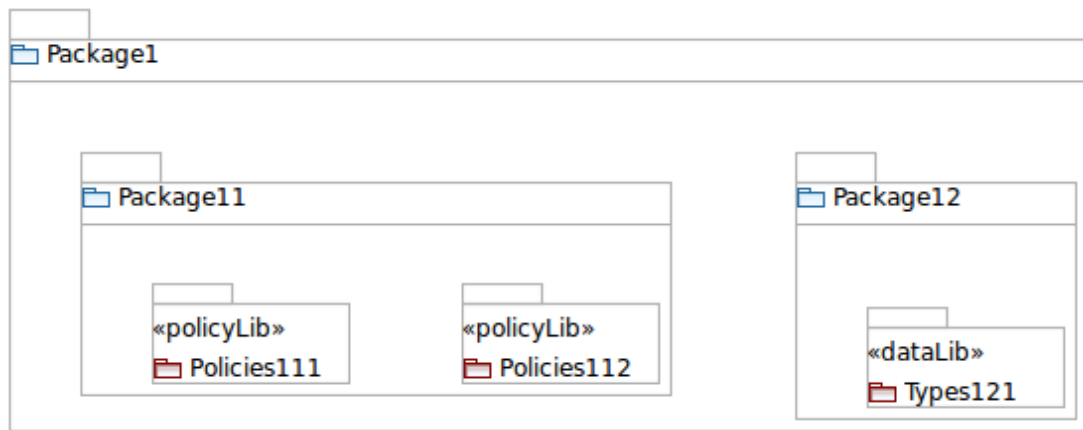 Package1
Package11
Package12
«policyLib»
Policies111
«policyLib»
Policies112
«dataLib»
Types121